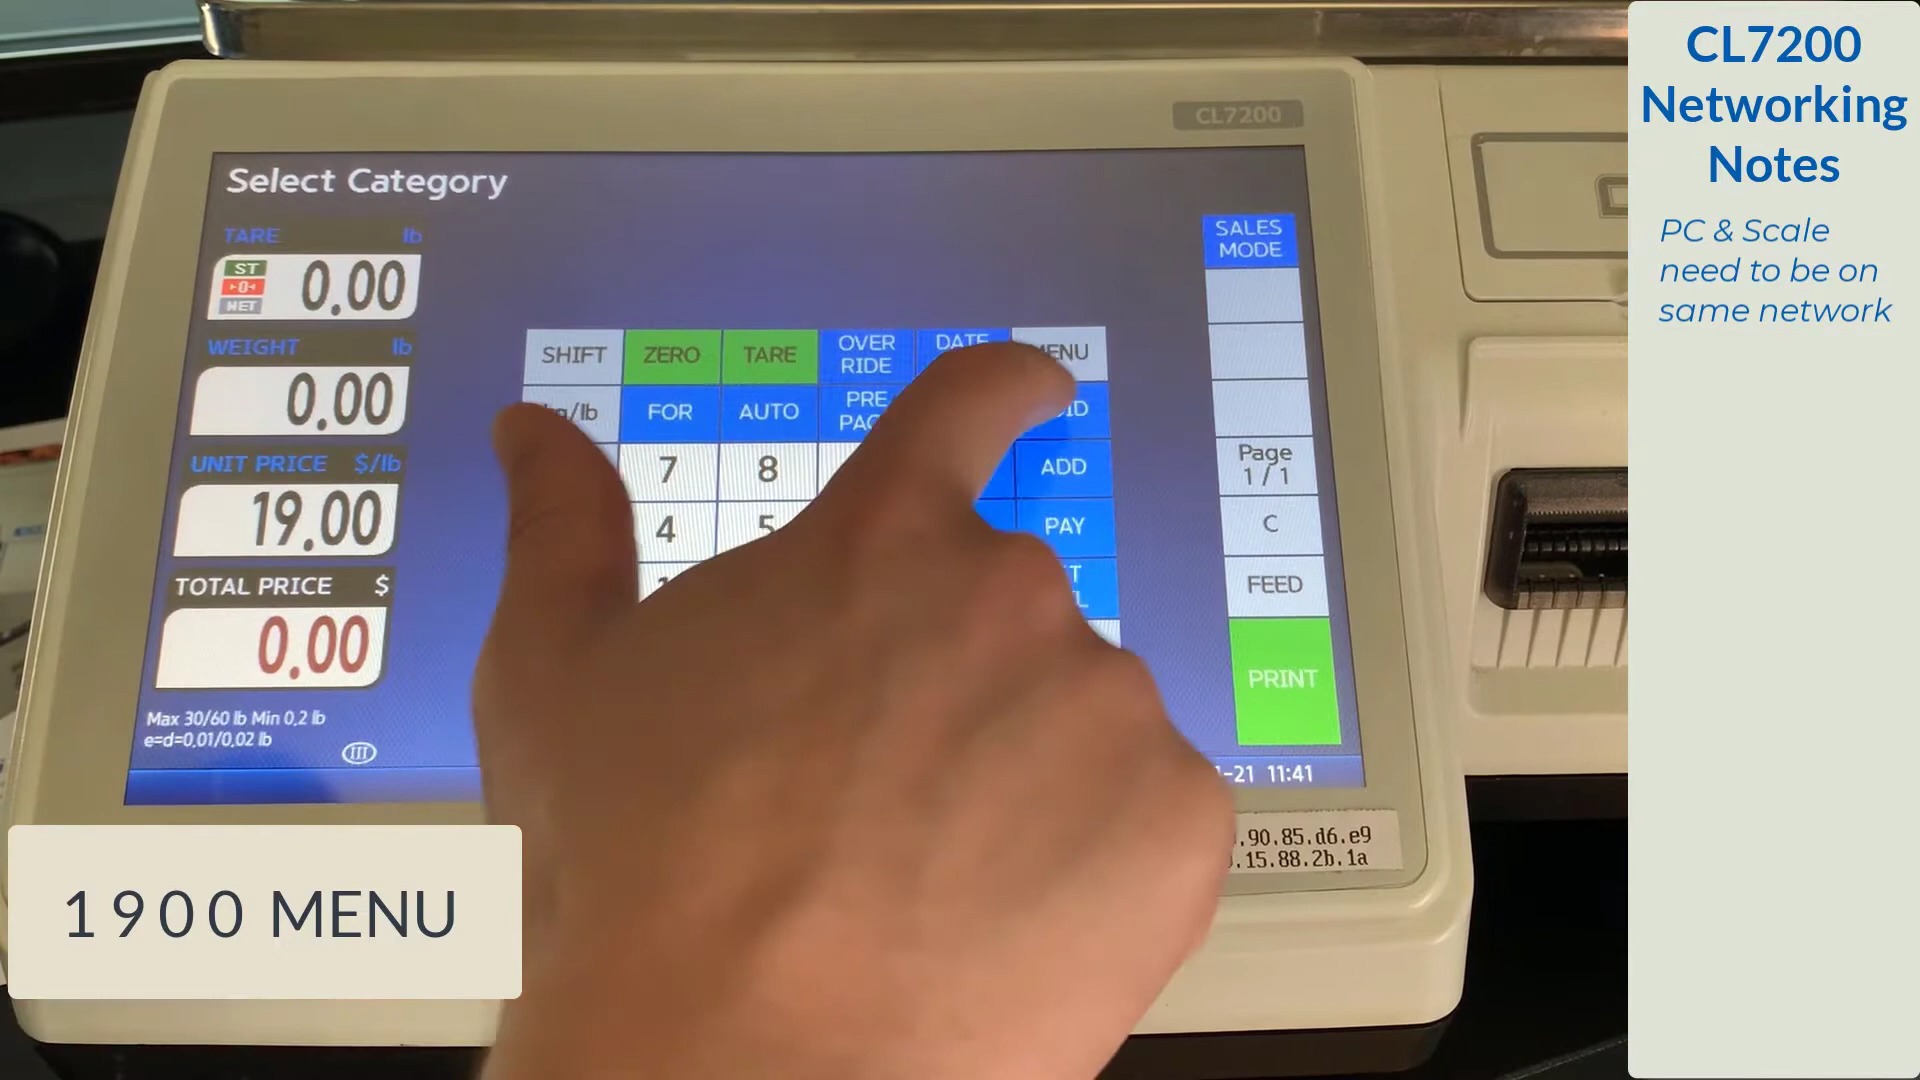 CL7200
Select Category
TARE lb
ST
0.00
NET
WEIGHT lb
0.00
UNIT PRICE $/lb
19.00
TOTAL PRICE $
0.00
Max 30/60 lb Min 0,2 lb
e=d=0,01/0,02 lb
III
SHIFT ZERO TARE OVER RIDE DATE MENU
FOR AUTO PRE
7 8
ADD
4 5
PAY
SALES
MODE
Page
1 / 1
C
FEED
PRINT
-21 11:41
.90.85.d6.e9
.15.88.2b.1a
1900 MENU
CL7200
Networking
Notes
PC & Scale
need to be on
same network